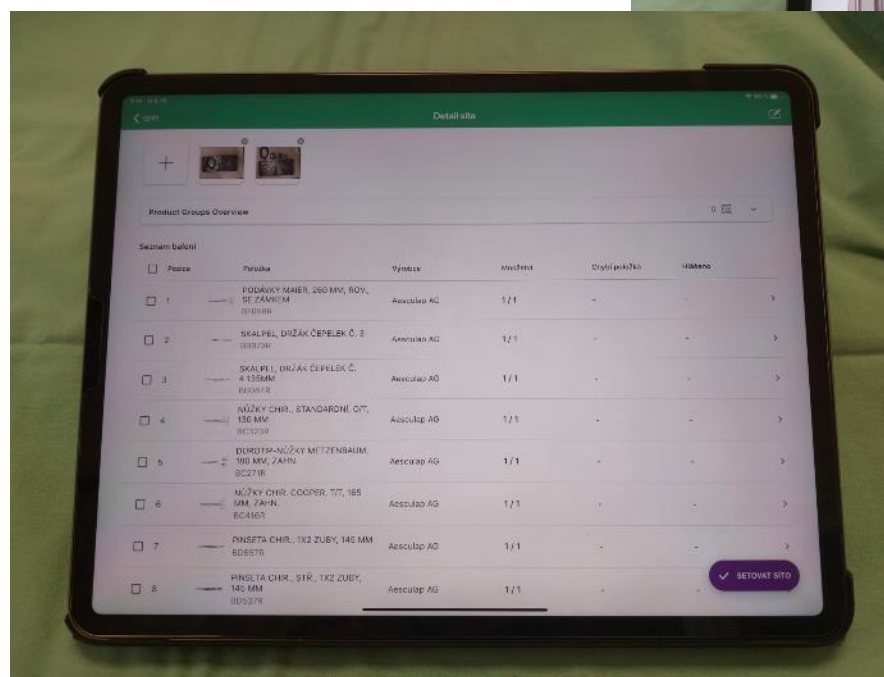 Detail síta
Product Groups Overview
0
Seznam balení
Pozice Položka Výrobce Množství Chybí položka
1 PODÁVKY MAIER, 260 MM, ROV., SE ZÁMKEM Aesculap AG 1/1 - -
2 SKALPEL, DRŽÁK ČEPELEK Č. 3 Aesculap AG 1/1 - -
3 SKALPEL, DRŽÁK ČEPELEK Č. 4 135MM Aesculap AG 1/1 - -
4 NŮŽKY CHIR., STANDARDNÍ, O/T, 130 MM Aesculap AG 1/1 - -
5 DUROTIP-NŮŽKY METZENBAUM, 180 MM, ZAHN. Aesculap AG 1/1 - -
BC271R
6 NŮŽKY CHIR. COOPER, T/T, 165 MM, ZAHN. Aesculap AG 1/1 - -
BC416R
7 PINSETA CHIR., 1X2 ZUBY, 145 MM Aesculap AG 1/1 - -
BD557R
8 PINSETA CHIR., STŘ., 1X2 ZUBY, 145 MM Aesculap AG 1/1 - -
BD537R
SETOVAT SÍTO